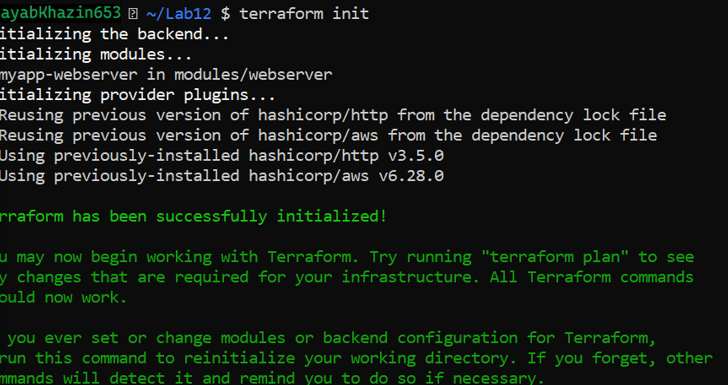 ayabKhazin653 ~/Lab12 $ terraform init
itializing the backend...
itializing modules...
myapp-webserver in modules/webserver
itializing provider plugins...
Reusing previous version of hashicorp/http from the dependency lock file
Reusing previous version of hashicorp/aws from the dependency lock file
Using previously-installed hashicorp/http v3.5.0
Using previously-installed hashicorp/aws v6.28.0
rraform has been successfully initialized!
u may now begin working with Terraform. Try running "terraform plan" to see
y changes that are required for your infrastructure. All Terraform commands
ould now work.
you ever set or change modules or backend configuration for Terraform,
run this command to reinitialize your working directory. If you forget, other
mmands will detect it and remind you to do so if necessary.